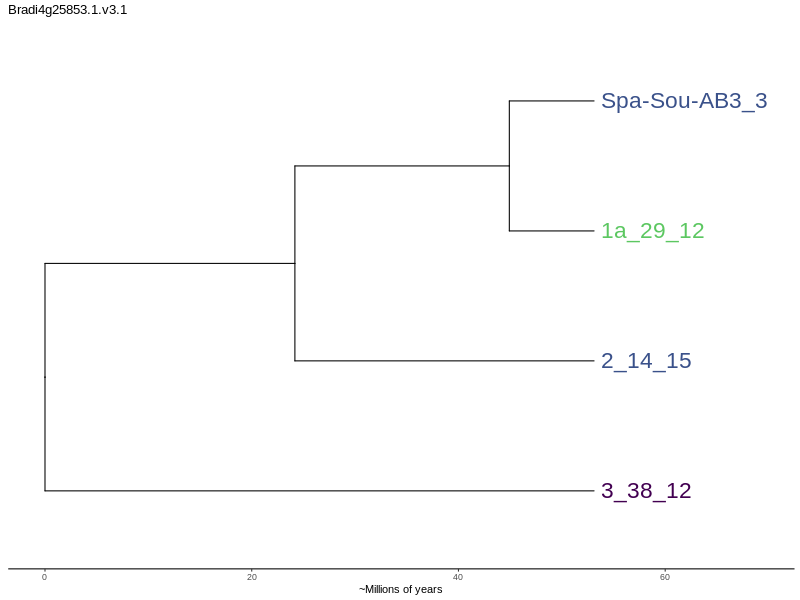 Bradi4g25853.1.v3.1
Spa-Sou-AB3_3
1a_29_12
2_14_15
3_38_12
0 20 40 60
~Millions of years